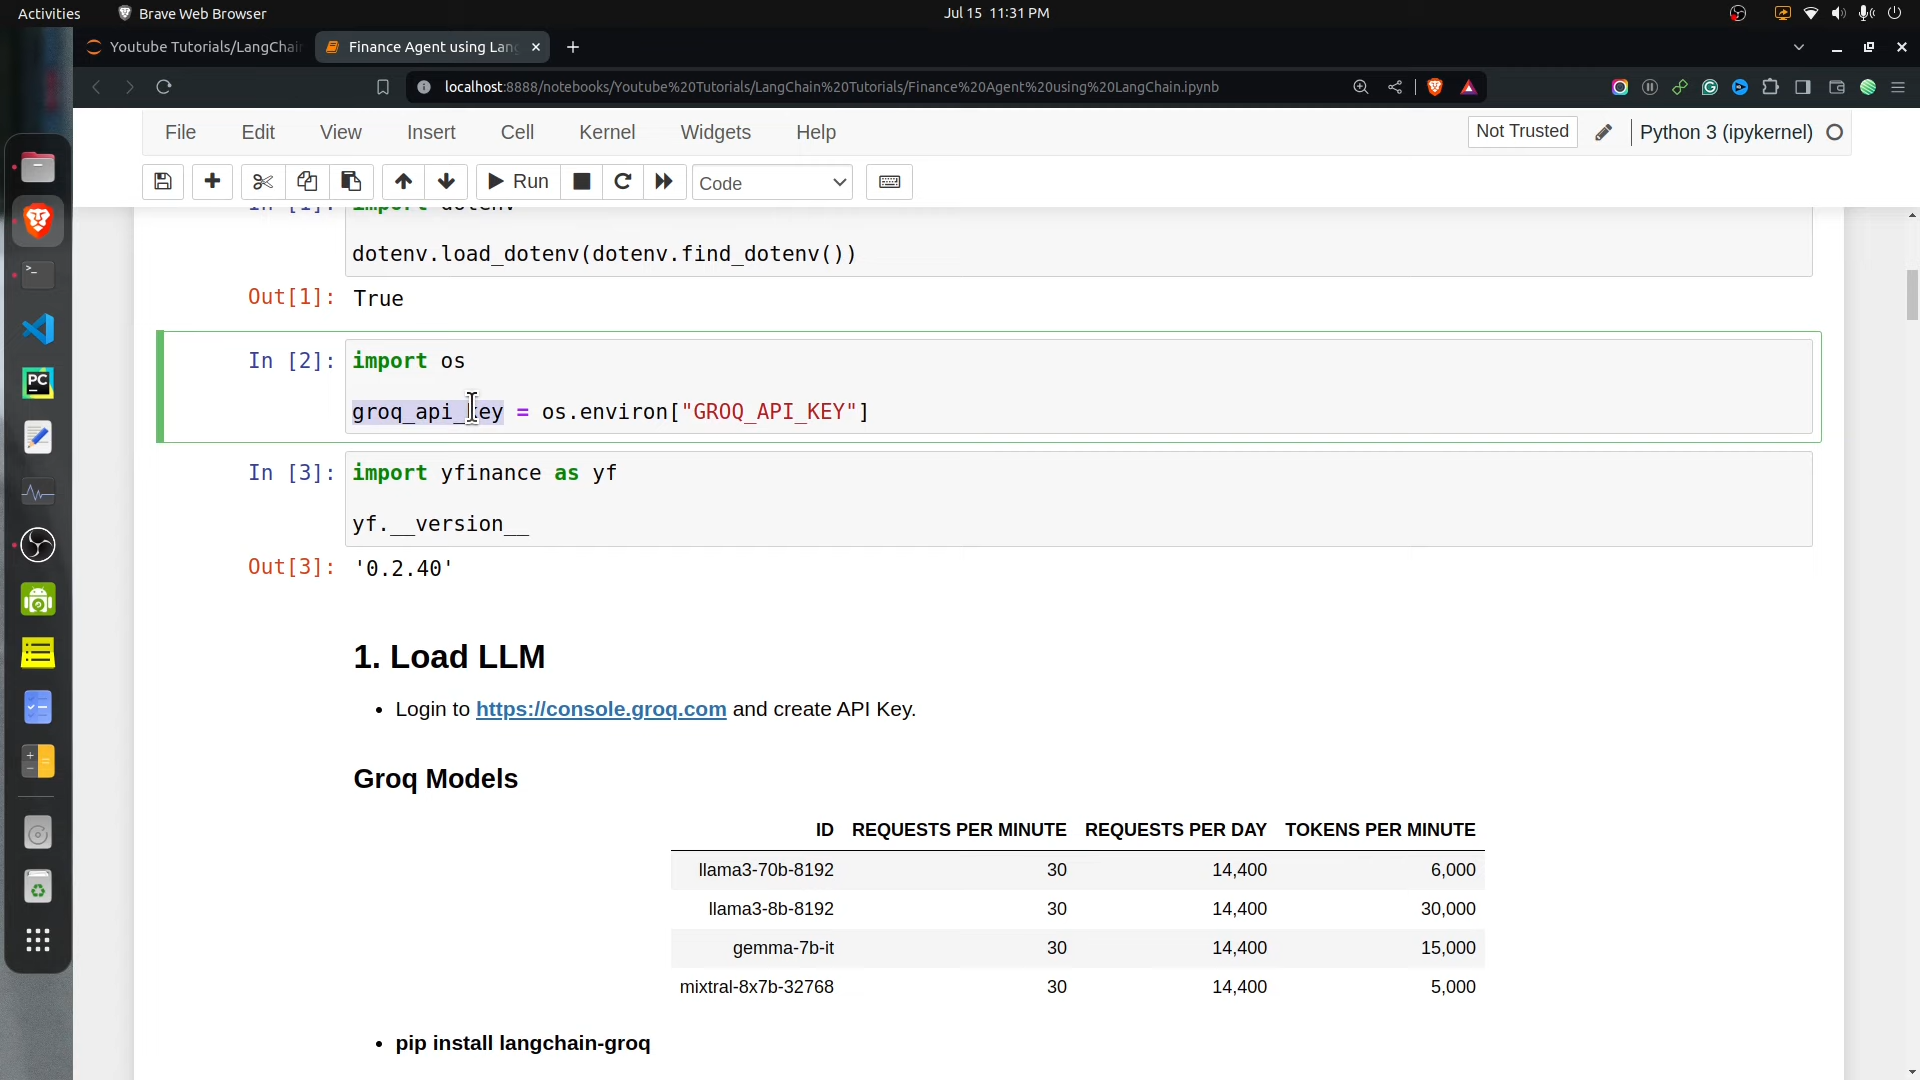 Activities
Brave Web Browser
Jul 15 11:31 PM
Youtube Tutorials/LangChai
Finance Agent using Lan
localhost:8888/notebooks/Youtube%20Tutorials/LangChain%20Tutorials/Finance%20Agent%20using%20LangChain.ipynb
File Edit View Insert Cell Kernel Widgets Help
Not Trusted
Python 3 (ipykernel)
Run
Code
In [1]: import dotenv
dotenv.load_dotenv(dotenv.find_dotenv())
Out[1]: True
In [2]: import os
groq_api_key = os.environ["GROQ_API_KEY"]
In [3]: import yfinance as yf
yf.__version__
Out[3]: '0.2.40'
1. Load LLM
• Login to https://console.groq.com and create API Key.
Groq Models
ID REQUESTS PER MINUTE REQUESTS PER DAY TOKENS PER MINUTE
llama3-70b-8192 30 14,400 6,000
llama3-8b-8192 30 14,400 30,000
gemma-7b-it 30 14,400 15,000
mixtral-8x7b-32768 30 14,400 5,000
• pip install langchain-groq